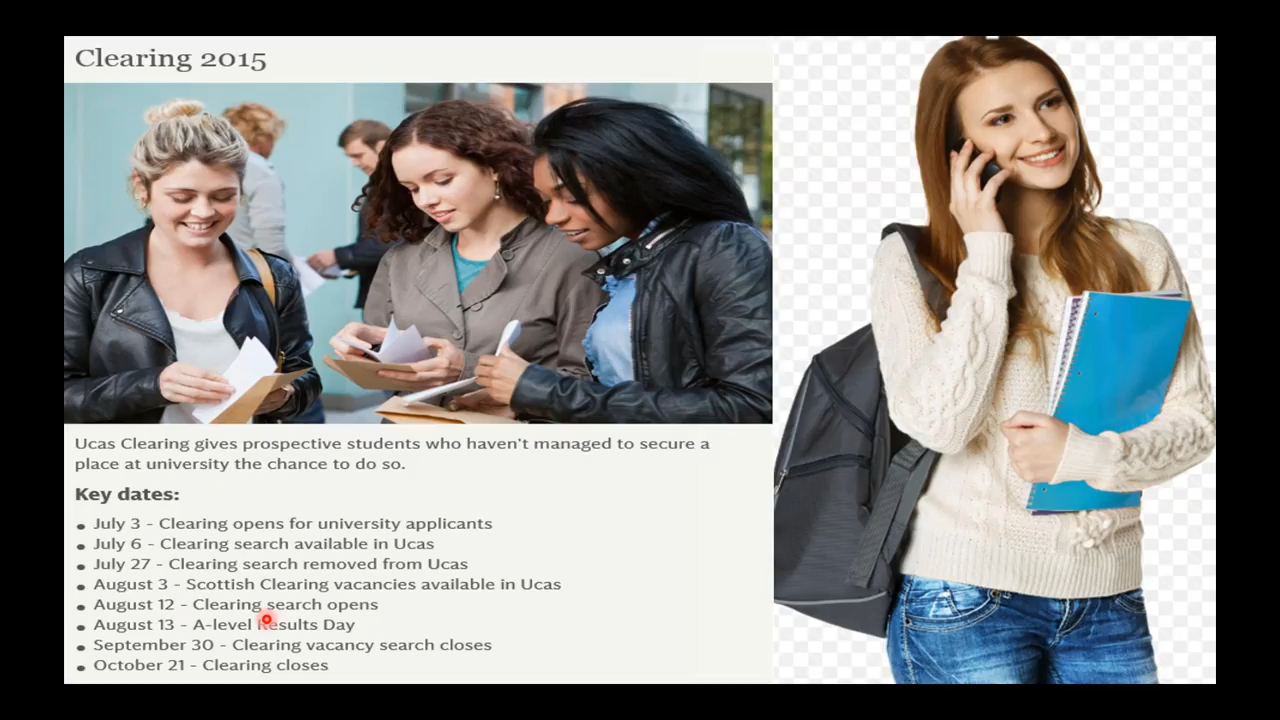 Clearing 2015
Ucas Clearing gives prospective students who haven't managed to secure a
place at university the chance to do so.
Key dates:
• July 3 - Clearing opens for university applicants
• July 6 - Clearing search available in Ucas
• July 27 - Clearing search removed from Ucas
• August 3 - Scottish Clearing vacancies available in Ucas
• August 12 - Clearing search opens
• August 13 - A-level Results Day
• September 30 - Clearing vacancy search closes
• October 21 - Clearing closes